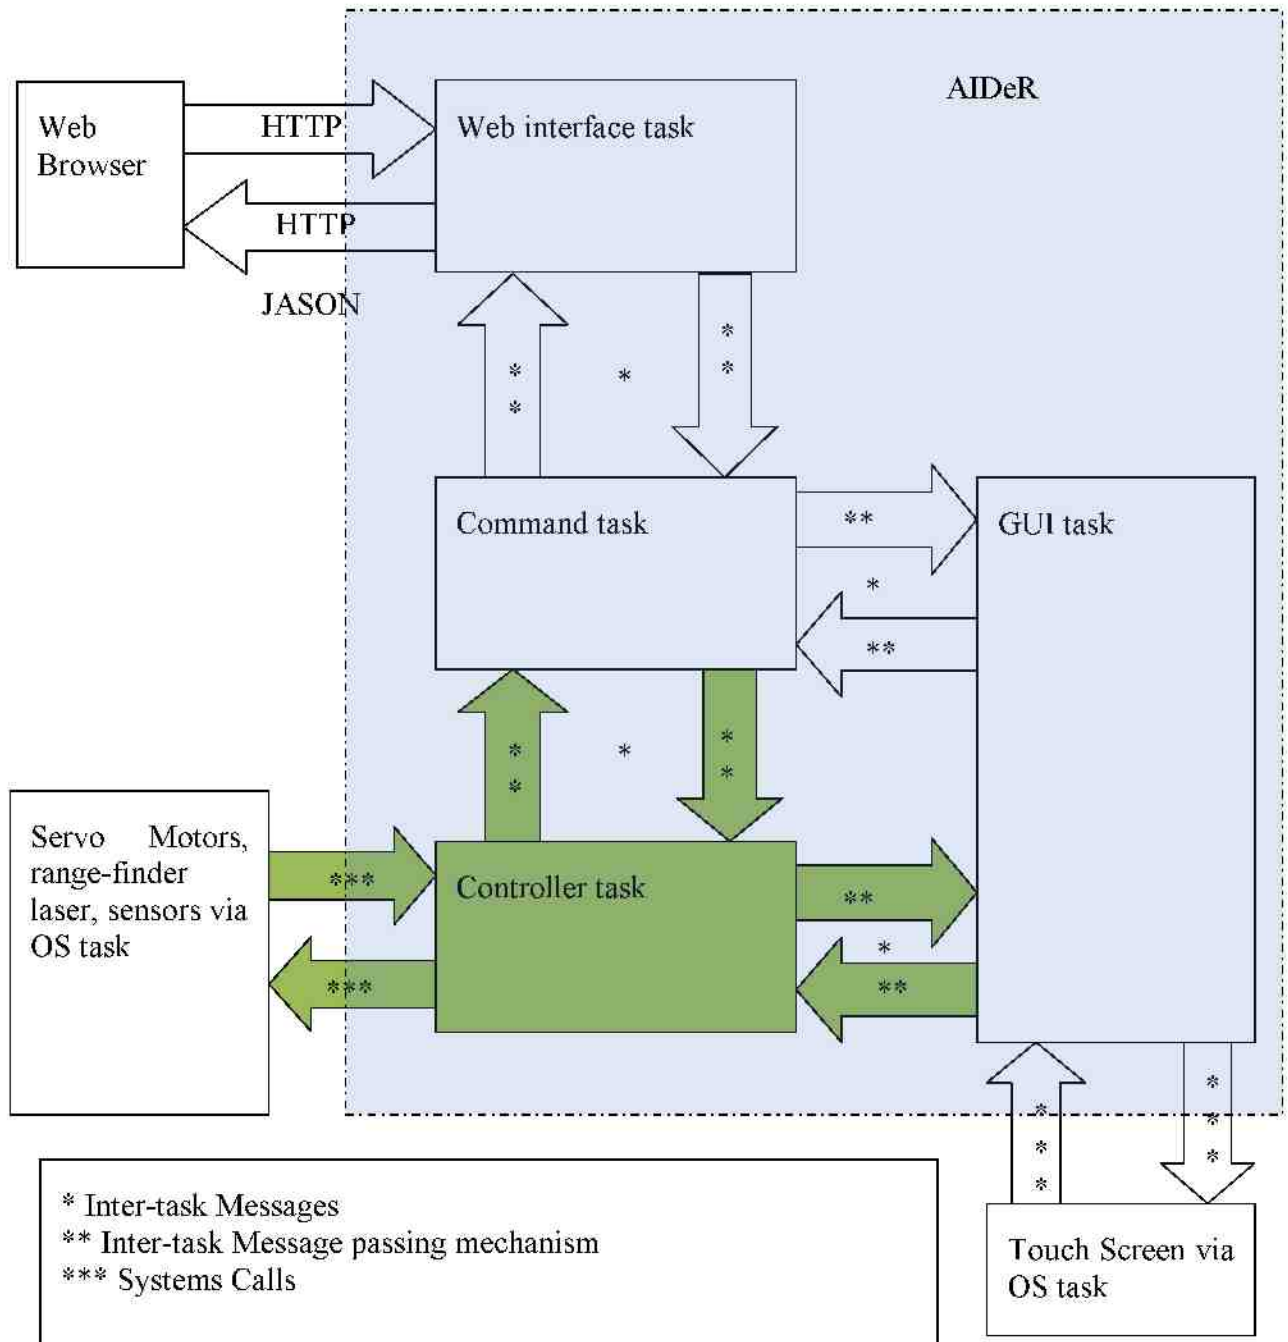 AIDeR
Web
Browser
HTTP
Web interface task
HTTP
JASON
*
*
*
*
*
Command task
**
GUI task
*
**
*
*
*
*
*
Servo Motors,
range-finder
laser, sensors via
OS task
***
Controller task
**
*
***
**
*
*
*
*
*
*
* Inter-task Messages
** Inter-task Message passing mechanism
*** Systems Calls
Touch Screen via
OS task